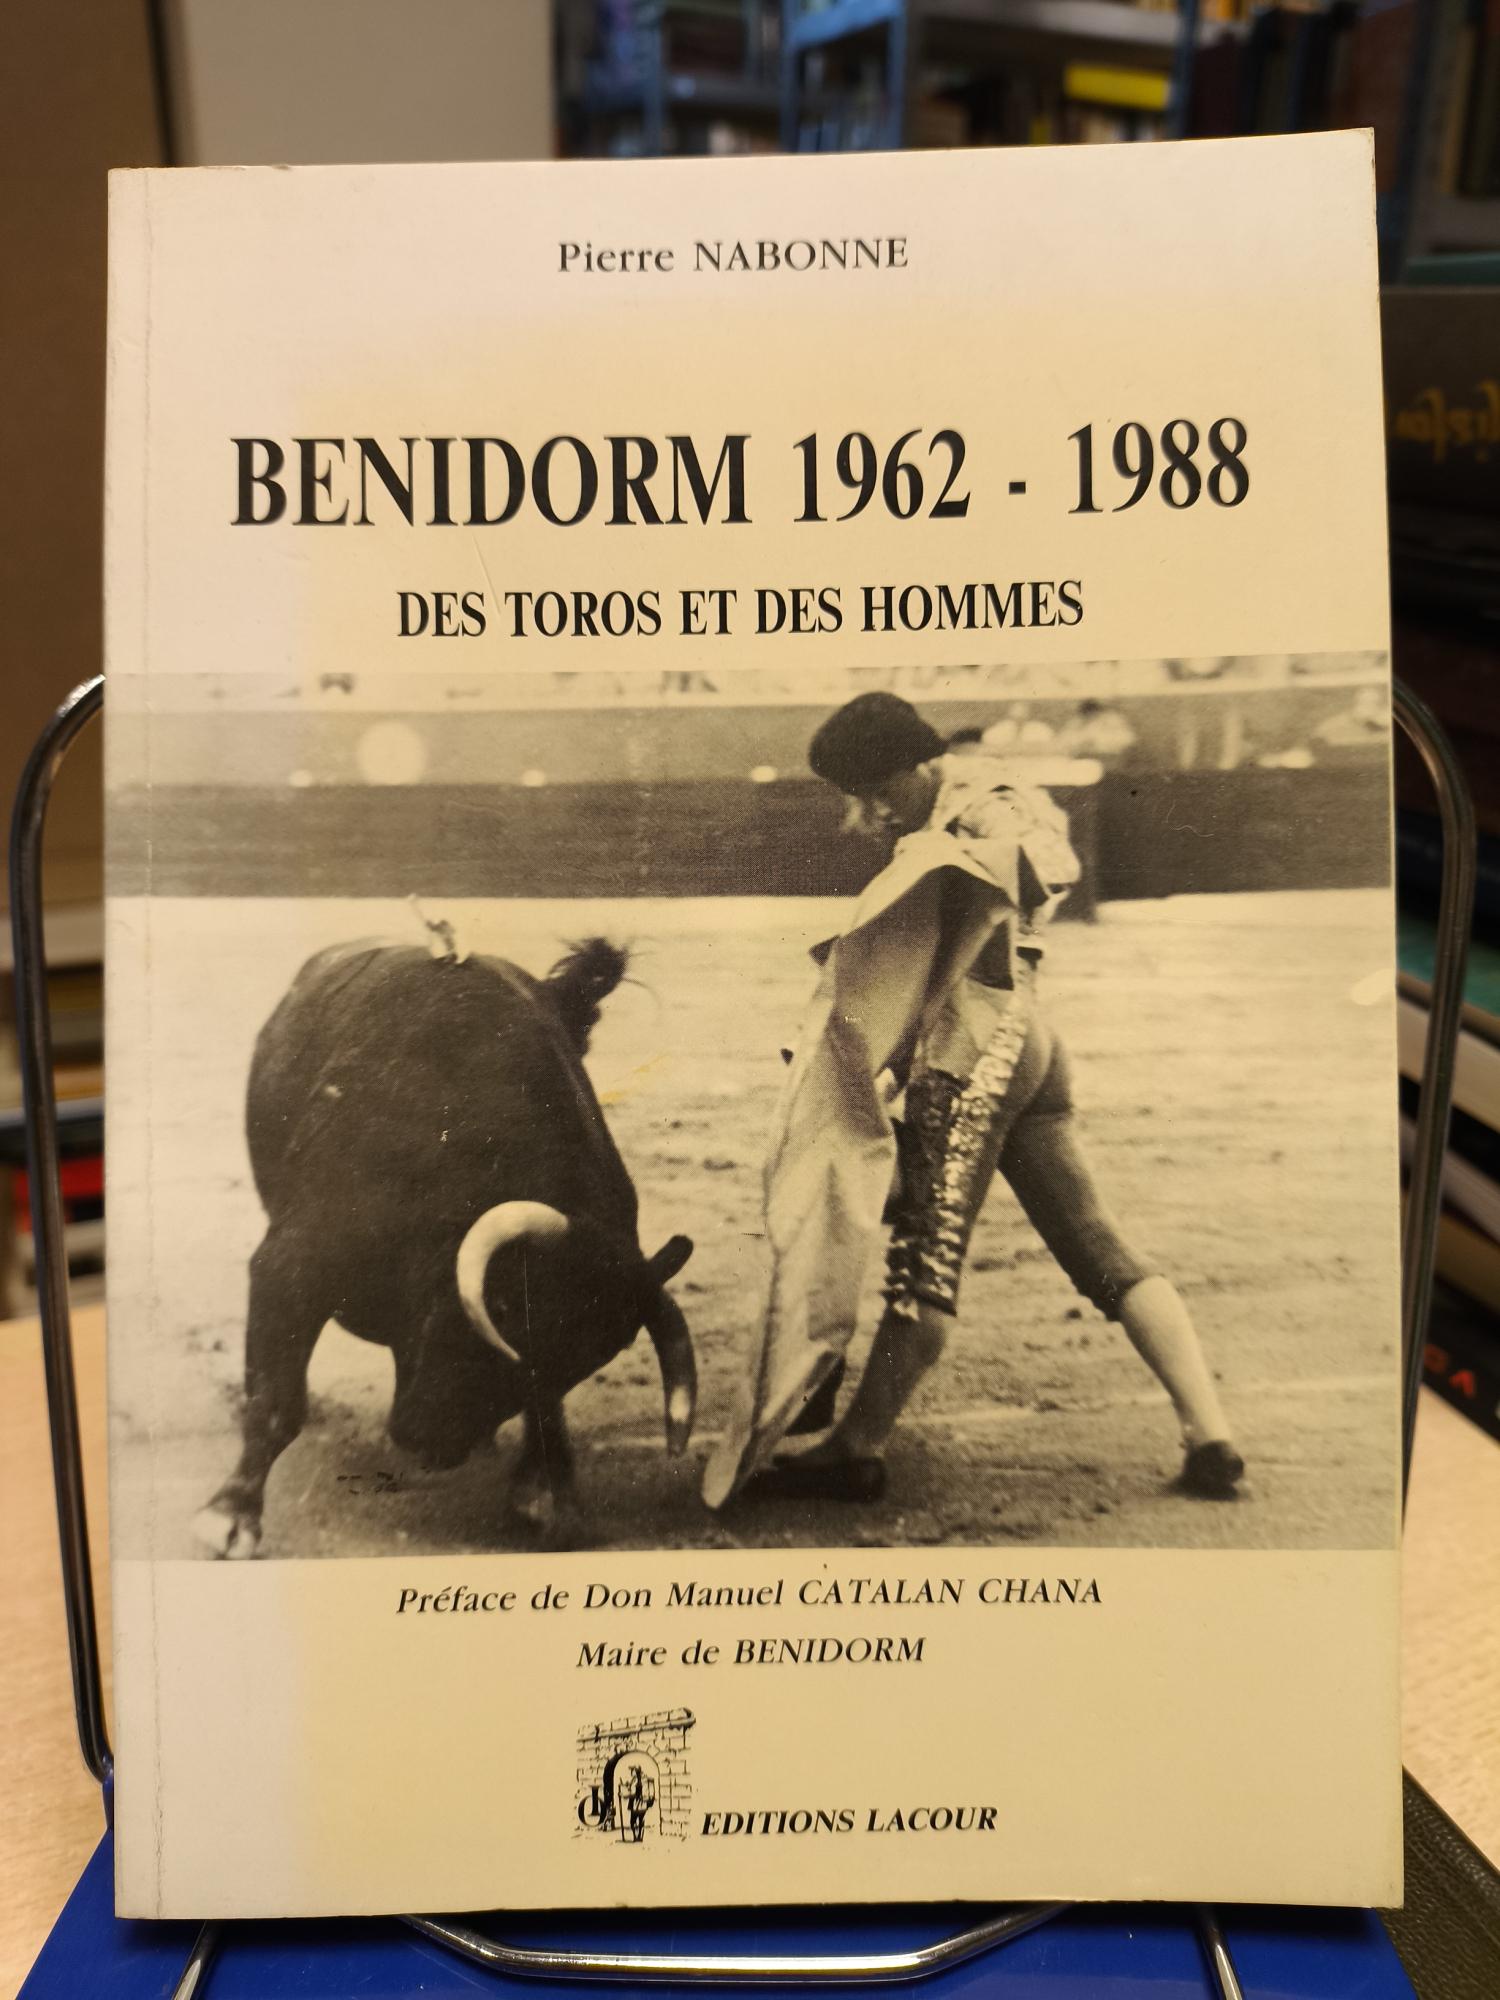 Pierre NABONNE
BENIDORM 1962 - 1988
DES TOROS ET DES HOMMES
Préface de Don Manuel CATALAN CHANA
Maire de BENIDORM
EDITIONS LACOUR